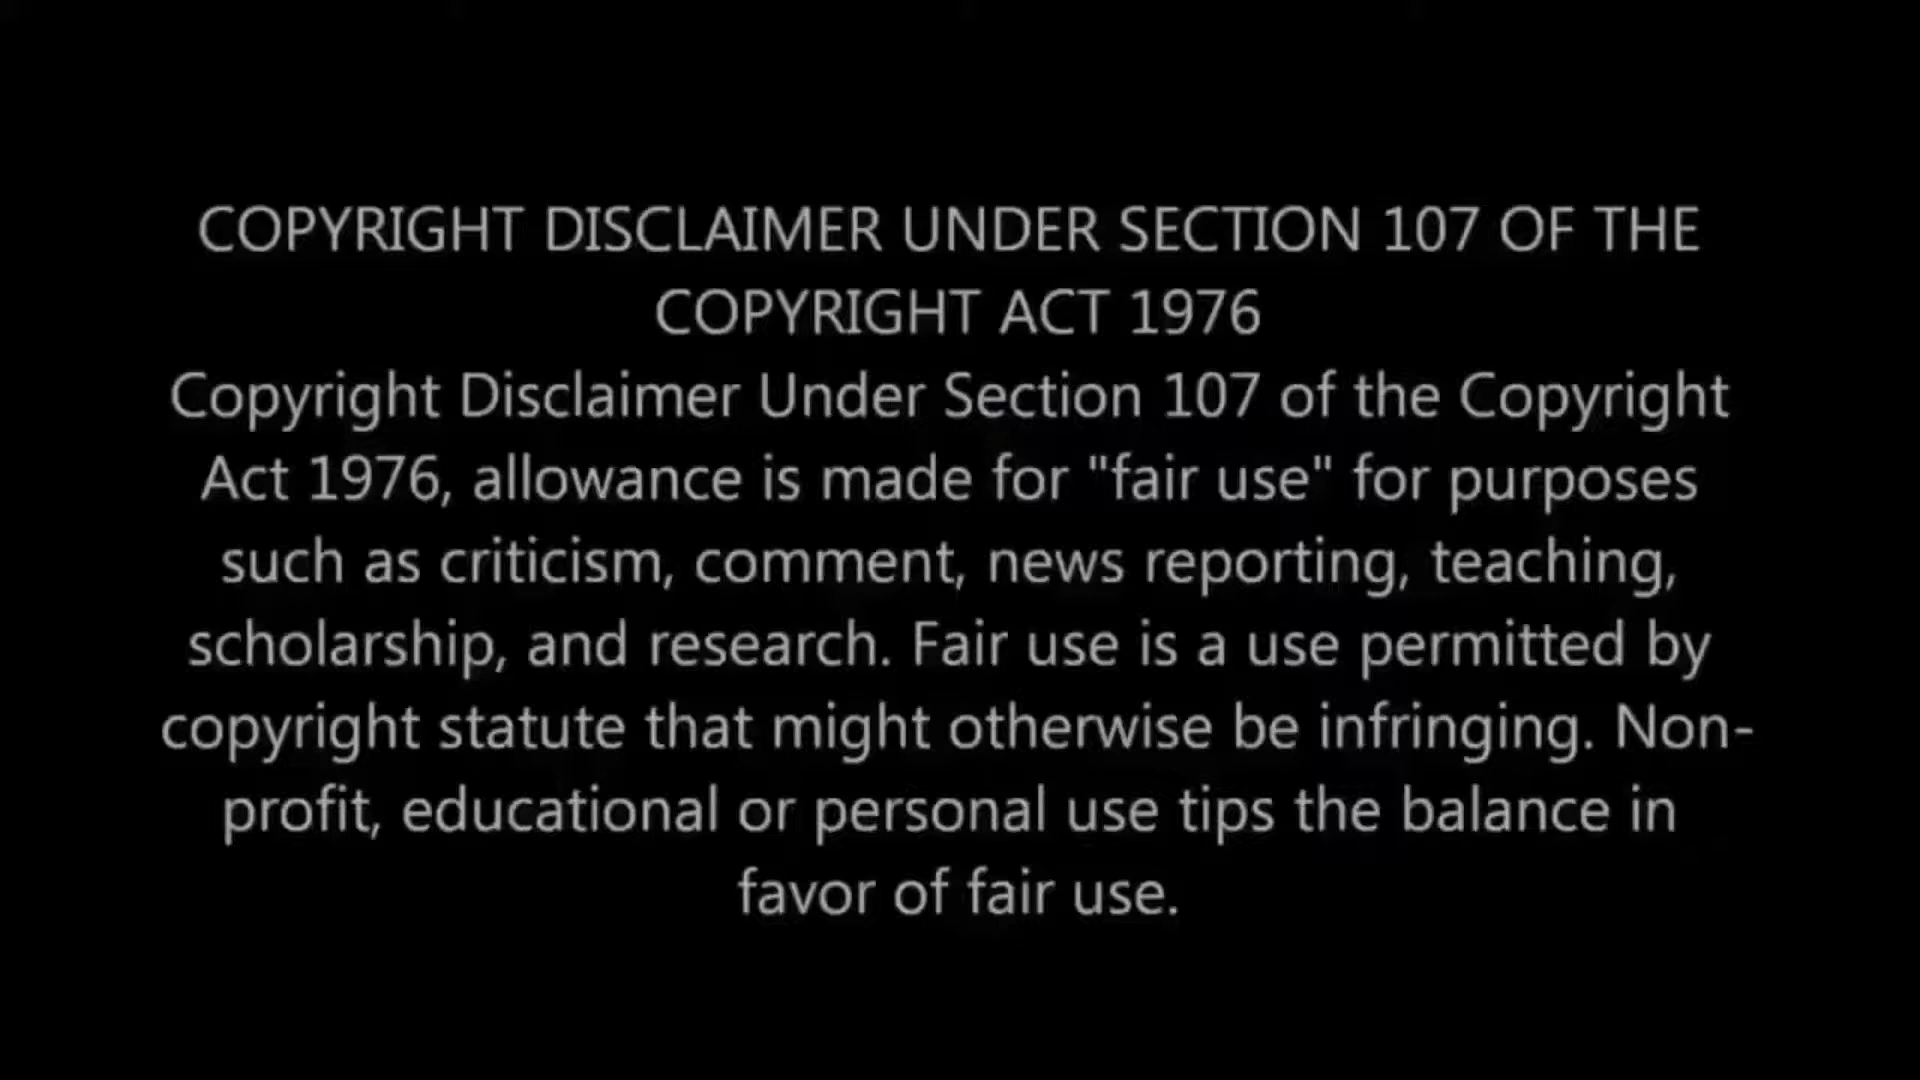 COPYRIGHT DISCLAIMER UNDER SECTION 107 OF THE
COPYRIGHT ACT 1976
Copyright Disclaimer Under Section 107 of the Copyright
Act 1976, allowance is made for "fair use" for purposes
such as criticism, comment, news reporting, teaching,
scholarship, and research. Fair use is a use permitted by
copyright statute that might otherwise be infringing. Non-
profit, educational or personal use tips the balance in
favor of fair use.